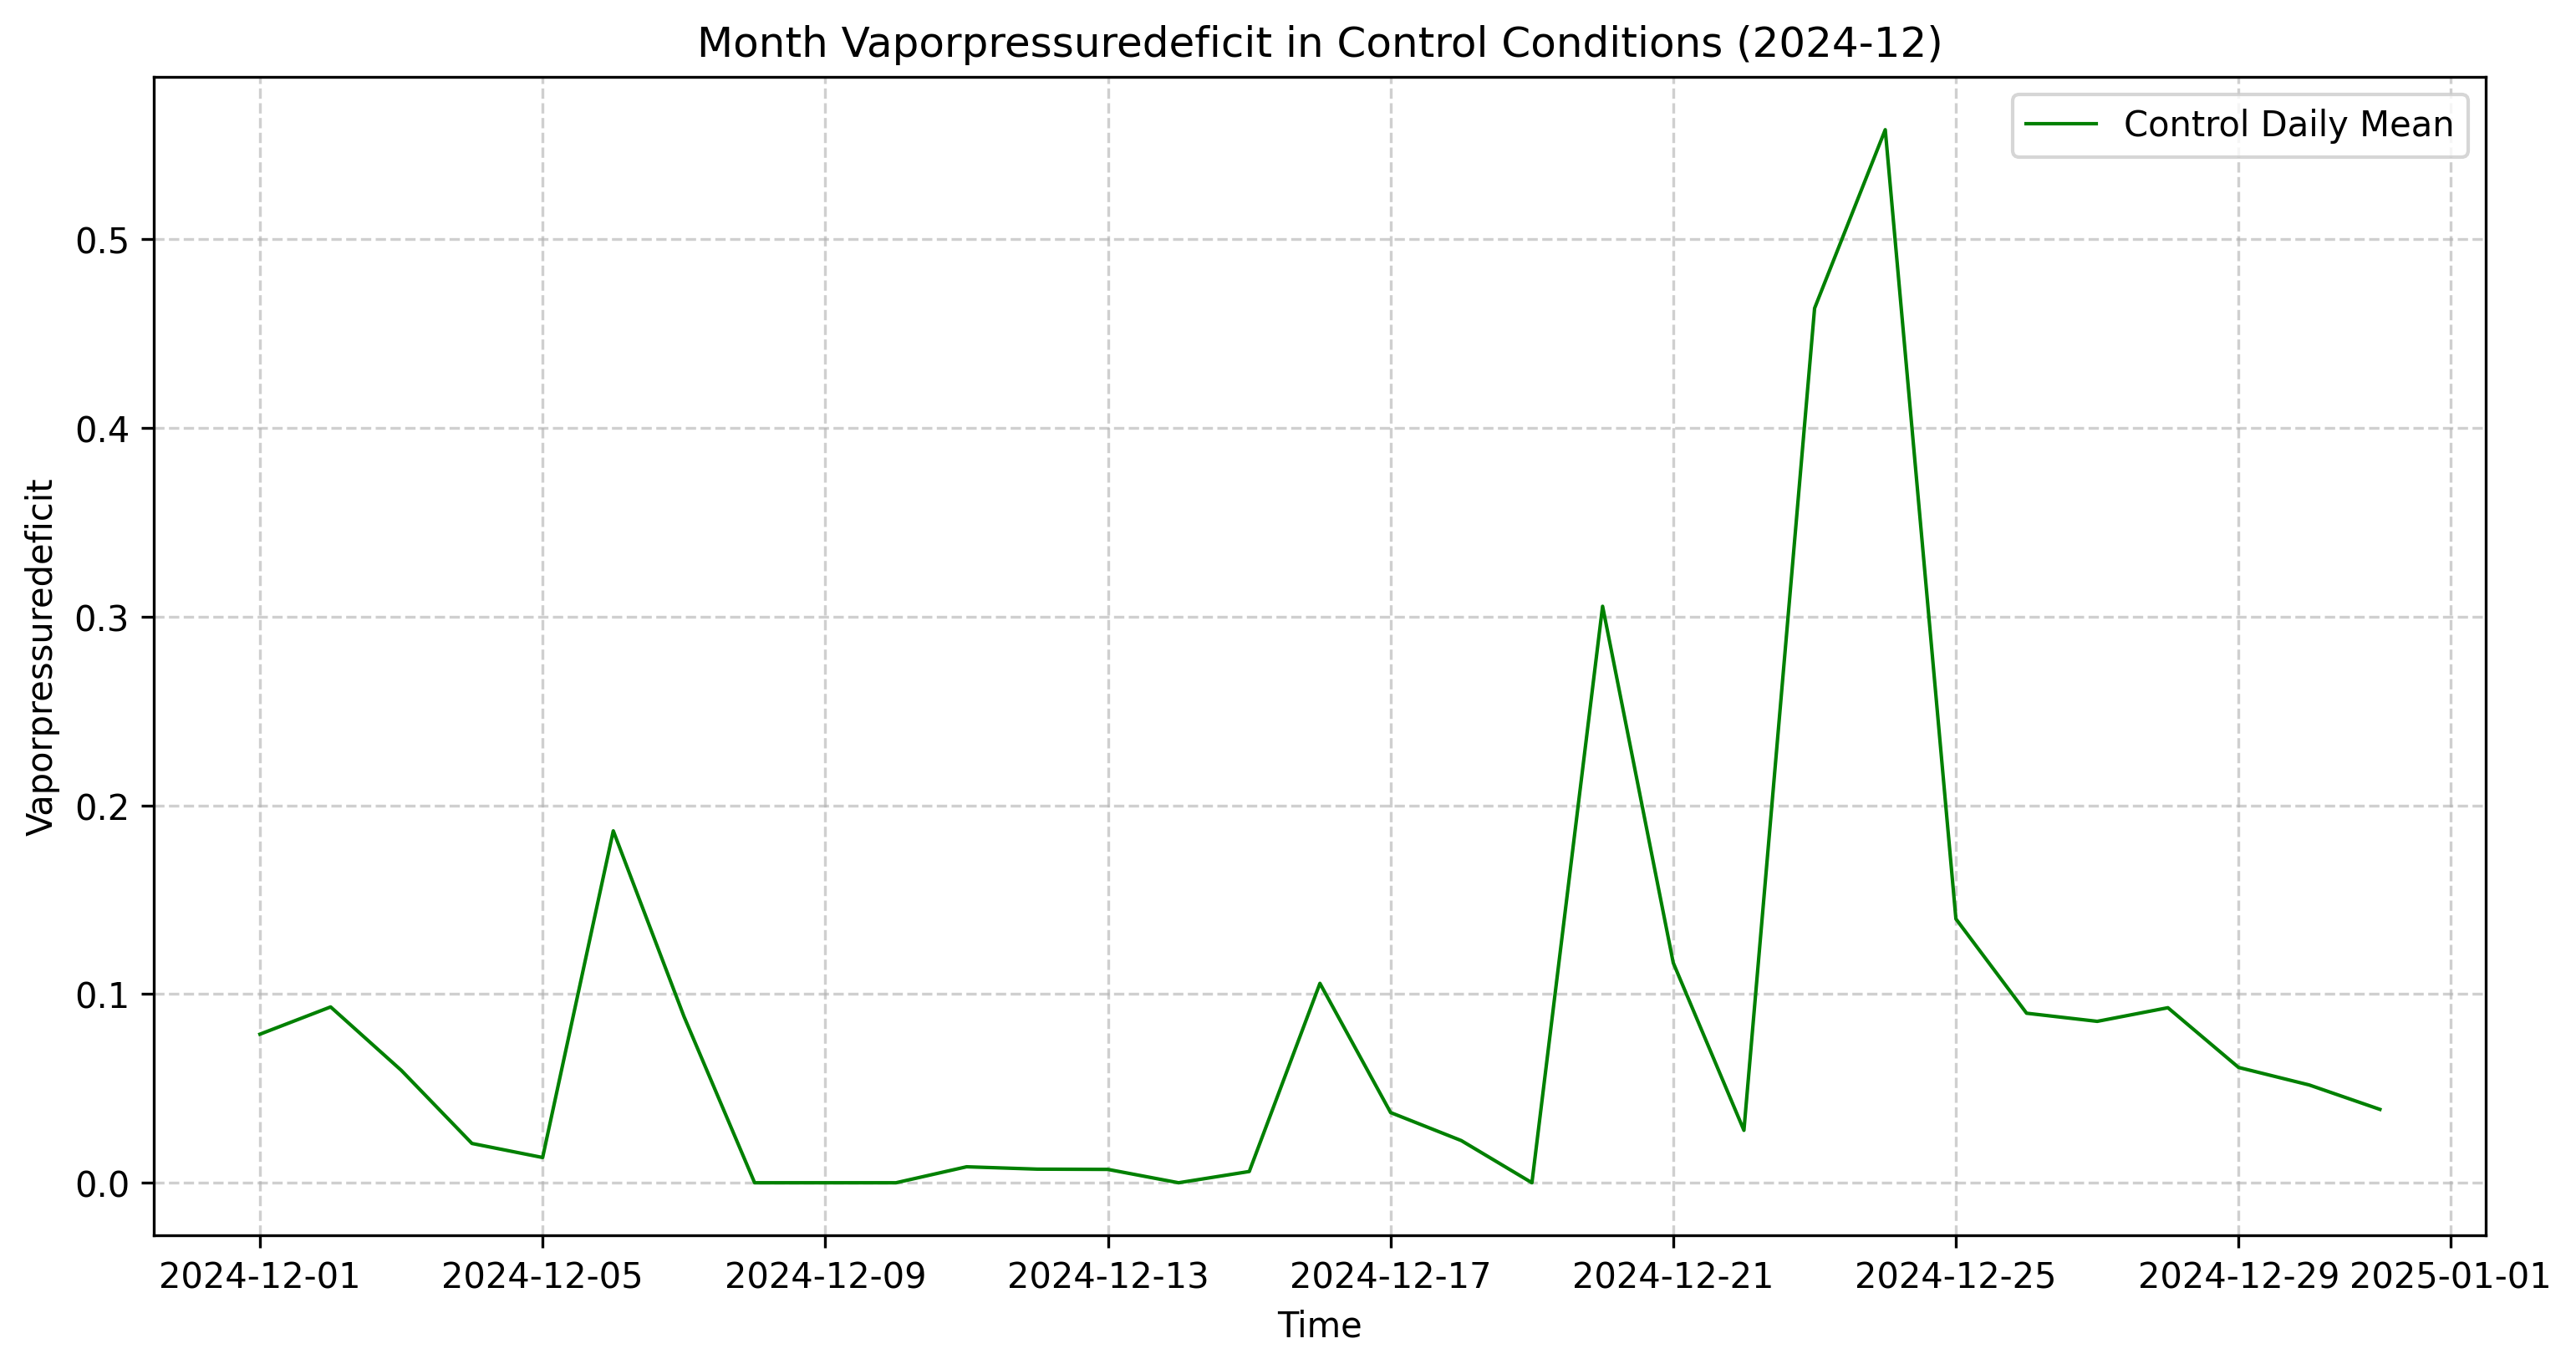 Month Vaporpressuredeficit in Control Conditions (2024-12)
Control Daily Mean
Vaporpressuredeficit
0.5
0.4
0.3
0.2
0.1
0.0
2024-12-01 2024-12-05 2024-12-09 2024-12-13 2024-12-17 2024-12-21 2024-12-25 2024-12-29 2025-01-01
Time